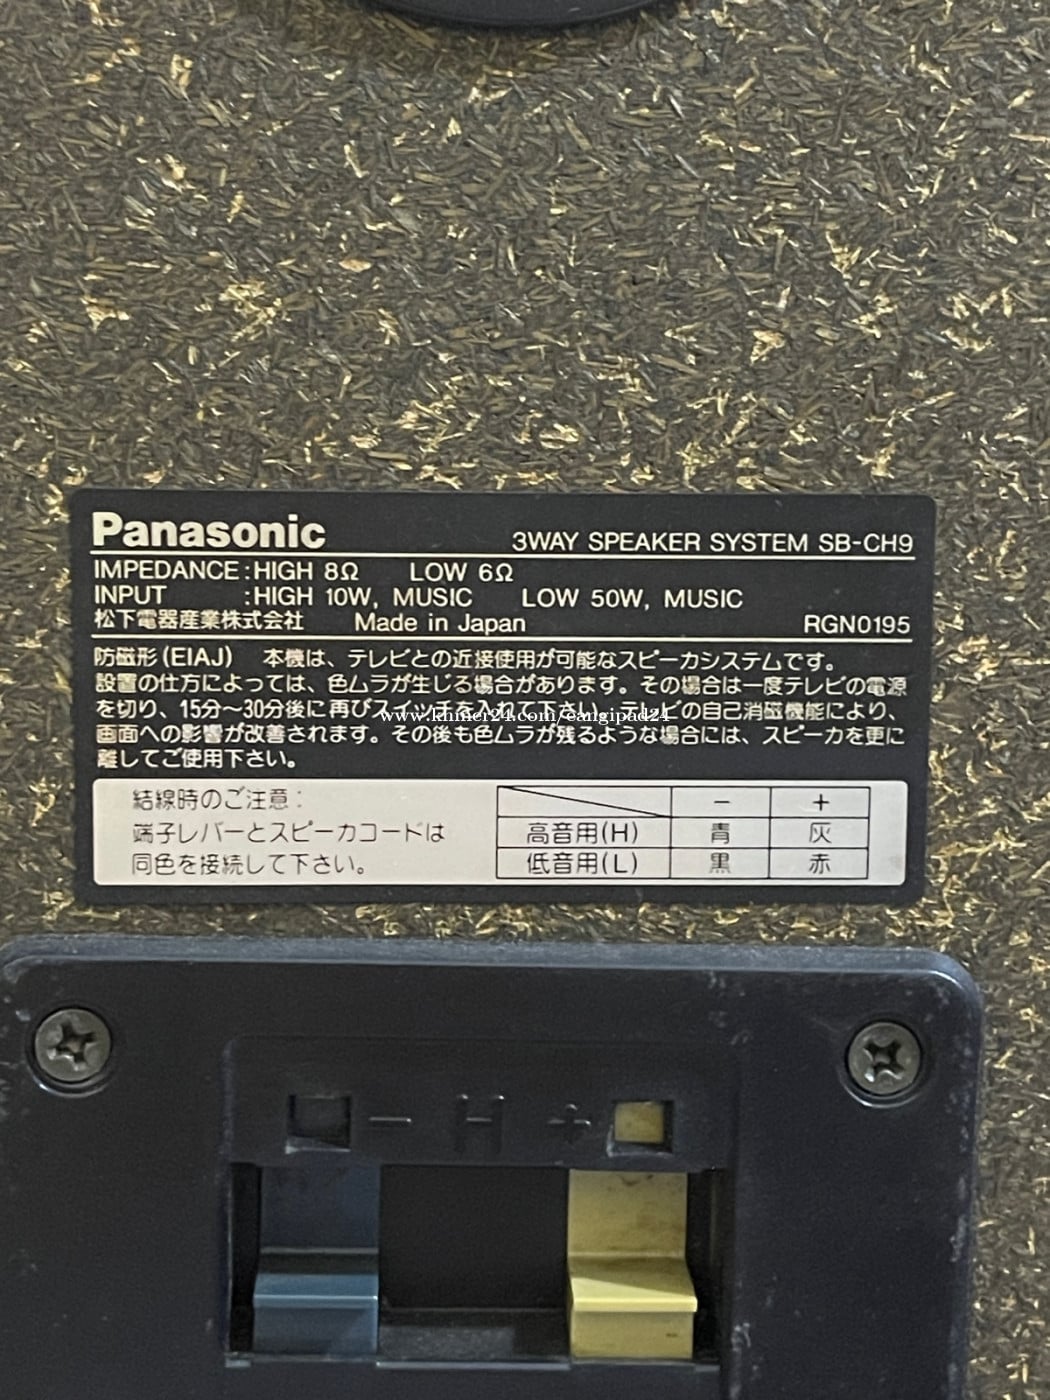 Panasonic 3WAY SPEAKER SYSTEM SB-CH9
IMPEDANCE:HIGH 8Ω LOW 6Ω
INPUT :HIGH 10W, MUSIC LOW 50W, MUSIC
松下電器産業株式会社 Made in Japan RGN0195
防磁形(EIAJ) 本機は、テレビとの近接使用が可能なスピーカシステムです。
設置の仕方によっては、色ムラが生じる場合があります。その場合は一度テレビの電源
を切り、15分〜30分後に再びスイッチを入れて下さい。テレビの自己消磁機能により、
www.khmer24.com/eangipad24
画面への影響が改善されます。その後も色ムラが残るような場合には、スピーカを更に
離してご使用下さい。
結線時のご注意:
端子レバーとスピーカコードは
同色を接続して下さい。
− +
高音用(H) 青 灰
低音用(L) 黒 赤
− H +